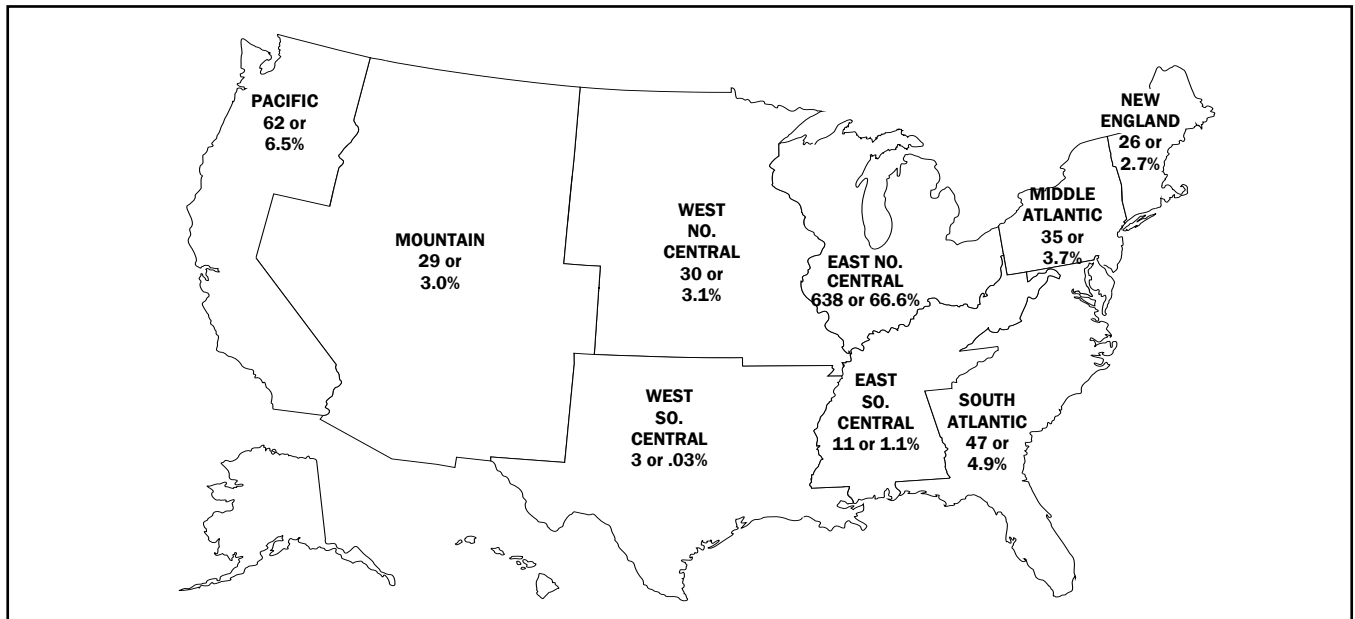 PACIFIC
62 or
6.5%
MOUNTAIN
29 or
3.0%
WEST
NO.
CENTRAL
30 or
3.1%
WEST
SO.
CENTRAL
3 or .03%
EAST NO.
CENTRAL
638 or 66.6%
EAST
SO.
CENTRAL
11 or 1.1%
SOUTH
ATLANTIC
47 or
4.9%
MIDDLE
ATLANTIC
35 or
3.7%
NEW
ENGLAND
26 or
2.7%